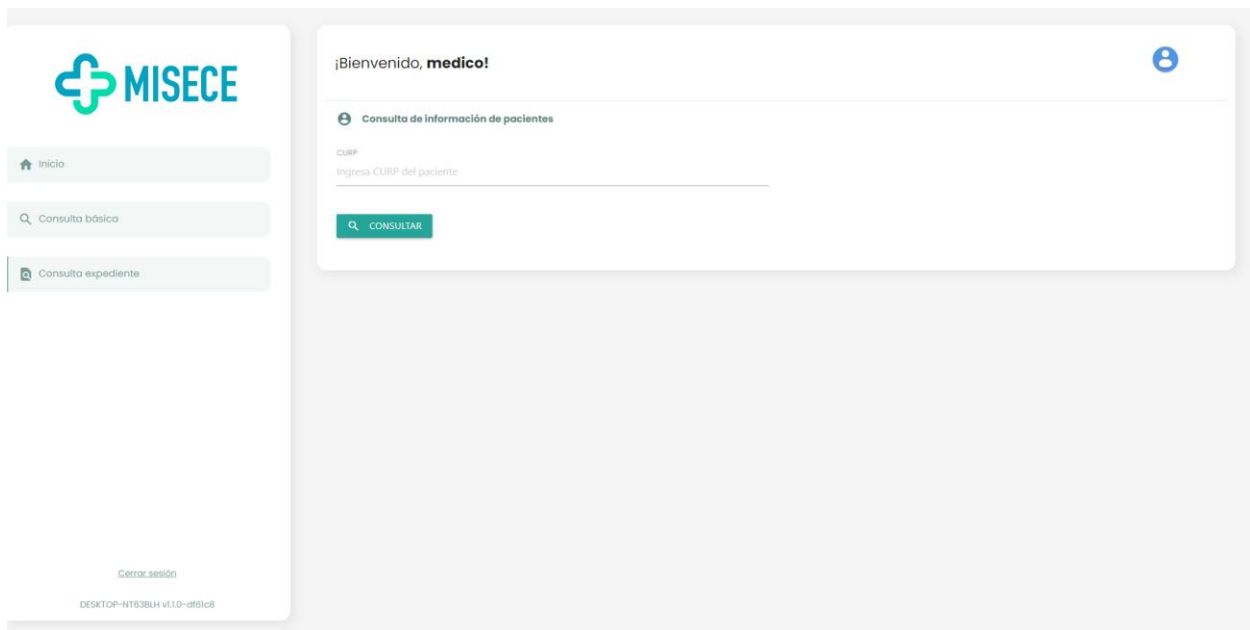 MISECE
Inicio
Consulta básica
Consulta expediente
Cerrar sesión
DESKTOP-NT63BLH v1.1.0-df61c8
¡Bienvenido, medico!
Consulta de información de pacientes
CURP
Ingresa CURP del paciente
CONSULTAR